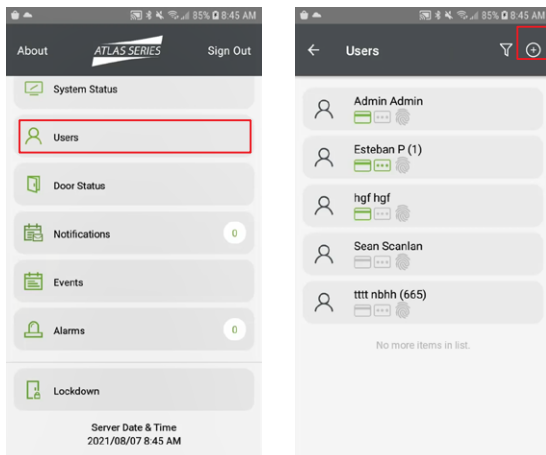 85% 8:45 AM
About ATLAS SERIES Sign Out
System Status
Users
Door Status
Notifications 0
Events
Alarms 0
Lockdown
Server Date & Time
2021/08/07 8:45 AM
85% 8:45 AM
Users
Admin Admin
Esteban P (1)
hgf hgf
Sean Scanlan
tttt nbhh (665)
No more items in list.